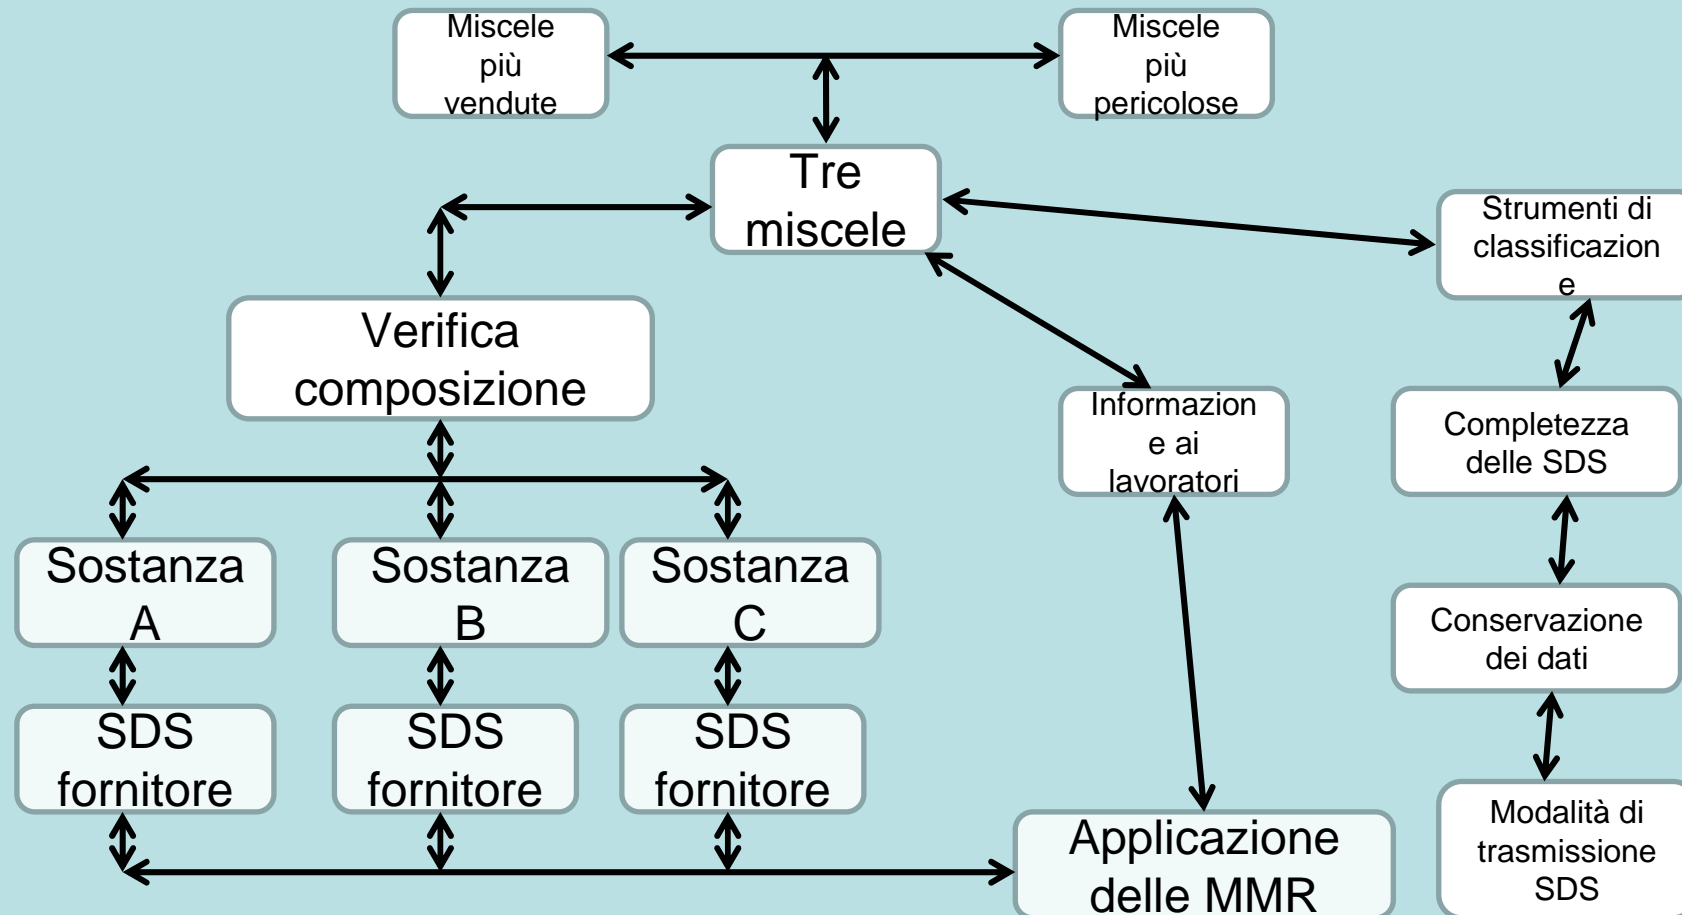 Miscele
più
vendute
Miscele
più
pericolose
Tre
miscele
Strumenti di
classificazion
e
Verifica
composizione
Informazion
e ai
lavoratori
Completezza
delle SDS
Sostanza
A
Sostanza
B
Sostanza
C
Conservazione
dei dati
SDS
fornitore
SDS
fornitore
SDS
fornitore
Applicazione
delle MMR
Modalità di
trasmissione
SDS